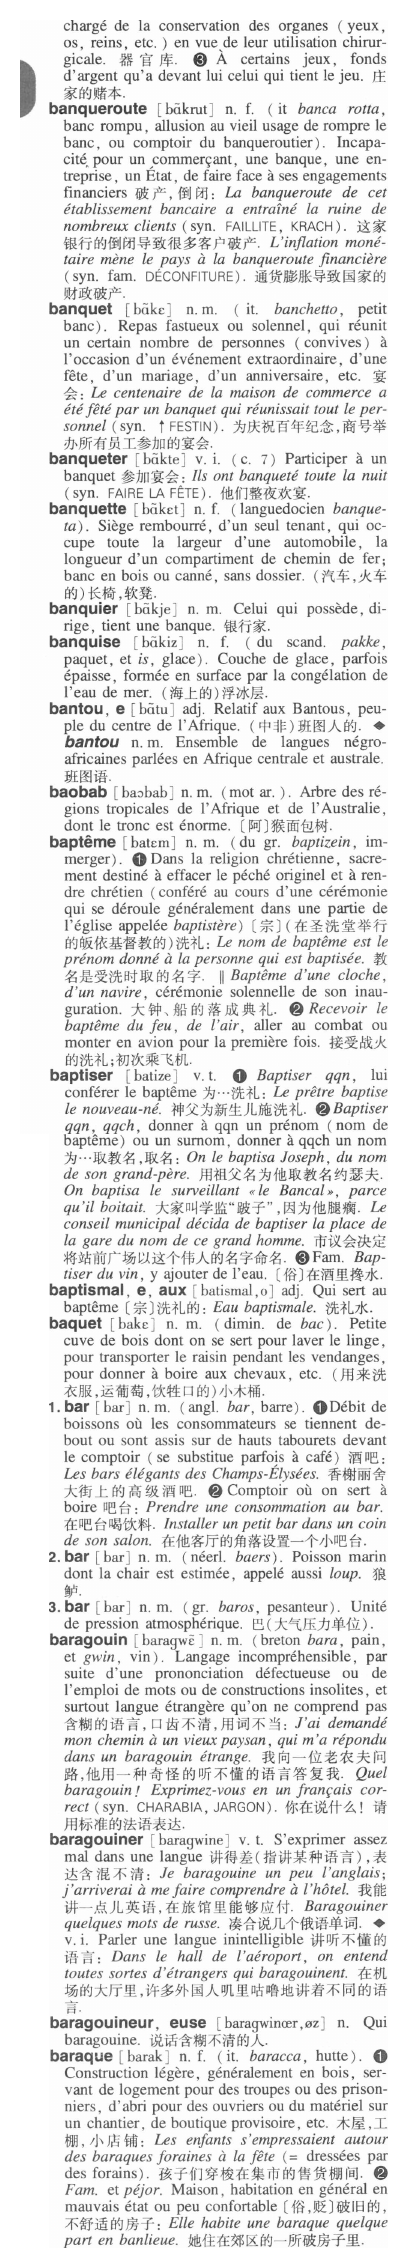 chargé de la conservation des organes (yeux,
os, reins, etc.) en vue de leur utilisation chirur-
gicale. 器官库. ❸ À certains jeux, fonds
d'argent qu'a devant lui celui qui tient le jeu. 庄
家的赌本.
banqueroute [bɑ̃krut] n. f. (it banca rotta,
banc rompu, allusion au vieil usage de rompre le
banc, ou comptoir du banqueroutier). Incapa-
cité pour un commerçant, une banque, une en-
treprise, un État, de faire face à ses engagements
financiers 破产,倒闭: La banqueroute de cet
établissement bancaire a entraîné la ruine de
nombreux clients (syn. FAILLITE, KRACH). 这家
银行的倒闭导致很多客户破产. L'inflation moné-
taire mène le pays à la banqueroute financière
(syn. fam. DÉCONFITURE). 通货膨胀导致国家的
财政破产.
banquet [bɑ̃kɛ] n. m. ( it. banchetto, petit
banc). Repas fastueux ou solennel, qui réunit
un certain nombre de personnes (convives) à
l'occasion d'un événement extraordinaire, d'une
fête, d'un mariage, d'un anniversaire, etc. 宴
会: Le centenaire de la maison de commerce a
été fêté par un banquet qui réunissait tout le per-
sonnel (syn. ↑FESTIN). 为庆祝百年纪念,商号举
办所有员工参加的宴会.
banqueter [bɑ̃kte] v. i. (c. 7) Participer à un
banquet 参加宴会: Ils ont banqueté toute la nuit
(syn. FAIRE LA FÊTE). 他们整夜欢宴.
banquette [bɑ̃kɛt] n. f. (languedocien banque-
ta). Siège rembourré, d'un seul tenant, qui oc-
cupe toute la largeur d'une automobile, la
longueur d'un compartiment de chemin de fer;
banc en bois ou canné, sans dossier. (汽车,火车
的)长椅,软凳.
banquier [bɑ̃kje] n. m. Celui qui possède, di-
rige, tient une banque. 银行家.
banquise [bɑ̃kiz] n. f. (du scand. pakke,
paquet, et is, glace). Couche de glace, parfois
épaisse, formée en surface par la congélation de
l'eau de mer. (海上的)浮冰层.
bantou, e [bɑ̃tu] adj. Relatif aux Bantous, peu-
ple du centre de l'Afrique. (中非)班图人的. ◆
bantou n. m. Ensemble de langues négro-
africaines parlées en Afrique centrale et australe.
班图语.
baobab [baɔbab] n. m. (mot ar.). Arbre des ré-
gions tropicales de l'Afrique et de l'Australie,
dont le tronc est énorme. [阿]猴面包树.
baptême [batɛm] n. m. (du gr. baptizein, im-
merger). ❶ Dans la religion chrétienne, sacre-
ment destiné à effacer le péché originel et à ren-
dre chrétien (conféré au cours d'une cérémonie
qui se déroule généralement dans une partie de
l'église appelée baptistère) [宗](在圣洗堂举行
的皈依基督教的)洗礼: Le nom de baptême est le
prénom donné à la personne qui est baptisée. 教
名是受洗时取的名字. ‖ Baptême d'une cloche,
d'un navire, cérémonie solennelle de son inau-
guration. 大钟、船的落成典礼. ❷ Recevoir le
baptême du feu, de l'air, aller au combat ou
monter en avion pour la première fois. 接受战火
的洗礼;初次乘飞机.
baptiser [batize] v. t. ❶ Baptiser qqn, lui
conférer le baptême 为…洗礼: Le prêtre baptise
le nouveau-né. 神父为新生儿施洗礼. ❷ Baptiser
qqn, qqch, donner à qqn un prénom (nom de
baptême) ou un surnom, donner à qqch un nom
为…取教名,取名: On le baptisa Joseph, du nom
de son grand-père. 用祖父名为他取教名约瑟夫.
On baptisa le surveillant «le Bancal», parce
qu'il boitait. 大家叫学监“跛子”,因为他腿瘸. Le
conseil municipal décida de baptiser la place de
la gare du nom de ce grand homme. 市议会决定
将站前广场以这个伟人的名字命名. ❸ Fam. Bap-
tiser du vin, y ajouter de l'eau. [俗]在酒里搀水.
baptismal, e, aux [batismal,o] adj. Qui sert au
baptême [宗]洗礼的: Eau baptismale. 洗礼水.
baquet [bakɛ] n. m. (dimin. de bac). Petite
cuve de bois dont on se sert pour laver le linge,
pour transporter le raisin pendant les vendanges,
pour donner à boire aux chevaux, etc. (用来洗
衣服,运葡萄,饮牲口的)小木桶.
1. bar [bar] n. m. (angl. bar, barre). ❶ Débit de
boissons où les consommateurs se tiennent de-
bout ou sont assis sur de hauts tabourets devant
le comptoir (se substitue parfois à café) 酒吧:
Les bars élégants des Champs-Élysées. 香榭丽舍
大街上的高级酒吧. ❷ Comptoir où on sert à
boire 吧台: Prendre une consommation au bar.
在吧台喝饮料. Installer un petit bar dans un coin
de son salon. 在他客厅的角落设置一个小吧台.
2. bar [bar] n. m. (néerl. baers). Poisson marin
dont la chair est estimée, appelé aussi loup. 狼
鲈.
3. bar [bar] n. m. (gr. baros, pesanteur). Unité
de pression atmosphérique. 巴(大气压力单位).
baragouin [baragwɛ̃] n. m. (breton bara, pain,
et gwin, vin). Langage incompréhensible, par
suite d'une prononciation défectueuse ou de
l'emploi de mots ou de constructions insolites, et
surtout langue étrangère qu'on ne comprend pas
含糊的语言,口齿不清,用词不当: J'ai demandé
mon chemin à un vieux paysan, qui m'a répondu
dans un baragouin étrange. 我向一位老农夫问
路,他用一种奇怪的听不懂的语言答复我. Quel
baragouin! Exprimez-vous en un français cor-
rect (syn. CHARABIA, JARGON). 你在说什么! 请
用标准的法语表达.
baragouiner [baragwine] v. t. S'exprimer assez
mal dans une langue 讲得差(指讲某种语言),表
达含混不清: Je baragouine un peu l'anglais;
j'arriverai à me faire comprendre à l'hôtel. 我能
讲一点儿英语,在旅馆里能够应付. Baragouiner
quelques mots de russe. 凑合说几个俄语单词. ◆
v. i. Parler une langue inintelligible 讲听不懂的
语言: Dans le hall de l'aéroport, on entend
toutes sortes d'étrangers qui baragouinent. 在机
场的大厅里,许多外国人叽里咕噜地讲着不同的语
言.
baragouineur, euse [baragwinœr,øz] n. Qui
baragouine. 说话含糊不清的人.
baraque [barak] n. f. (it. baracca, hutte). ❶
Construction légère, généralement en bois, ser-
vant de logement pour des troupes ou des prison-
niers, d'abri pour des ouvriers ou du matériel sur
un chantier, de boutique provisoire, etc. 木屋,工
棚,小店铺: Les enfants s'empressaient autour
des baraques foraines à la fête (= dressées par
des forains). 孩子们穿梭在集市的售货棚间. ❷
Fam. et péjor. Maison, habitation en général en
mauvais état ou peu confortable [俗,贬]破旧的,
不舒适的房子: Elle habite une baraque quelque
part en banlieue. 她住在郊区的一所破房子里.